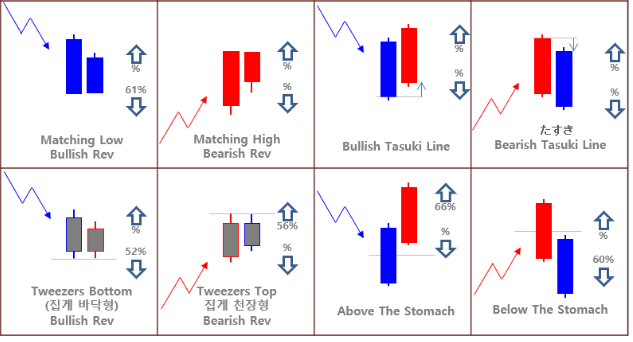 %
61%
Matching Low
Bullish Rev
%
%
Matching High
Bearish Rev
%
%
Bullish Tasuki Line
%
%
たすき
Bearish Tasuki Line
%
52%
Tweezers Bottom
(집게 바닥형)
Bullish Rev
56%
%
Tweezers Top
집게 천장형
Bearish Rev
66%
%
Above The Stomach
%
60%
Below The Stomach